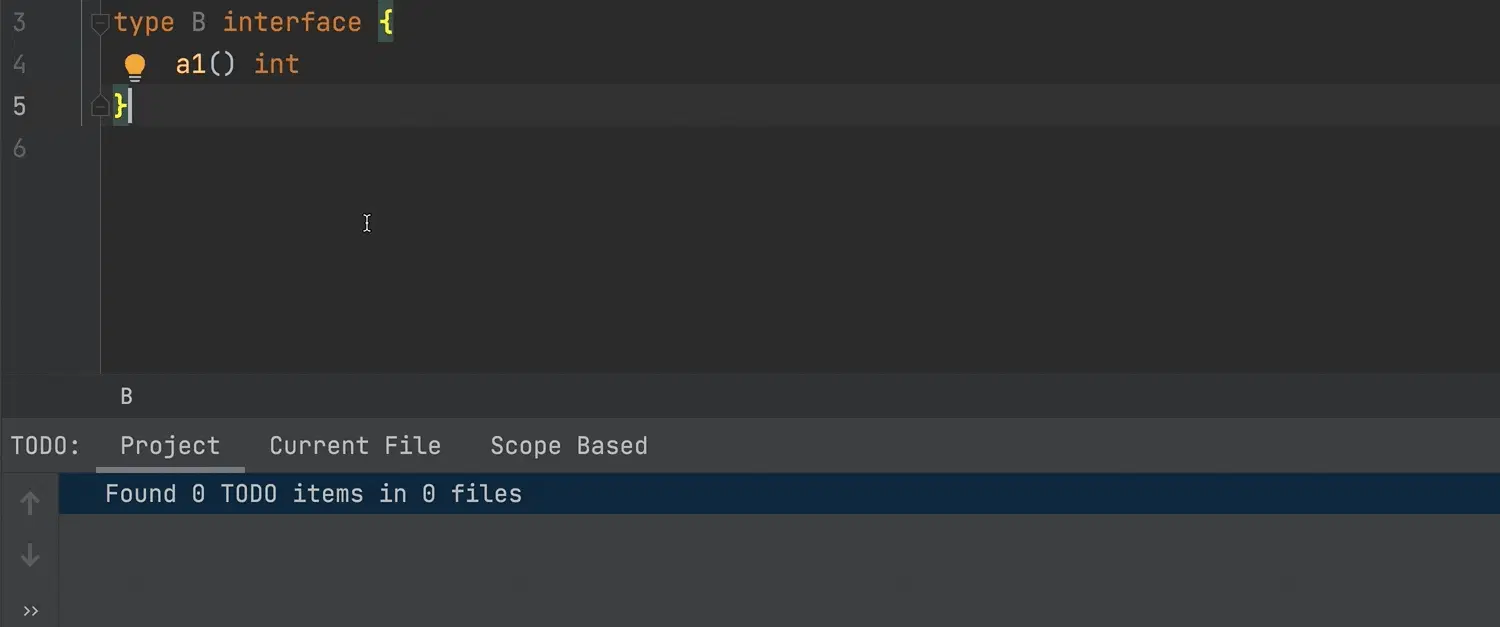 3 type B interface {
4 a1() int
5 }
6
B
TODO: Project Current File Scope Based
Found 0 TODO items in 0 files